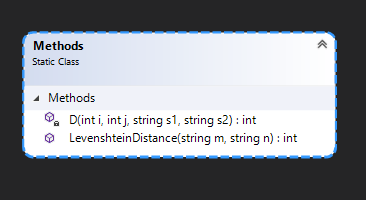 Methods
Static Class
Methods
D(int i, int j, string s1, string s2) : int
LevenshteinDistance(string m, string n) : int